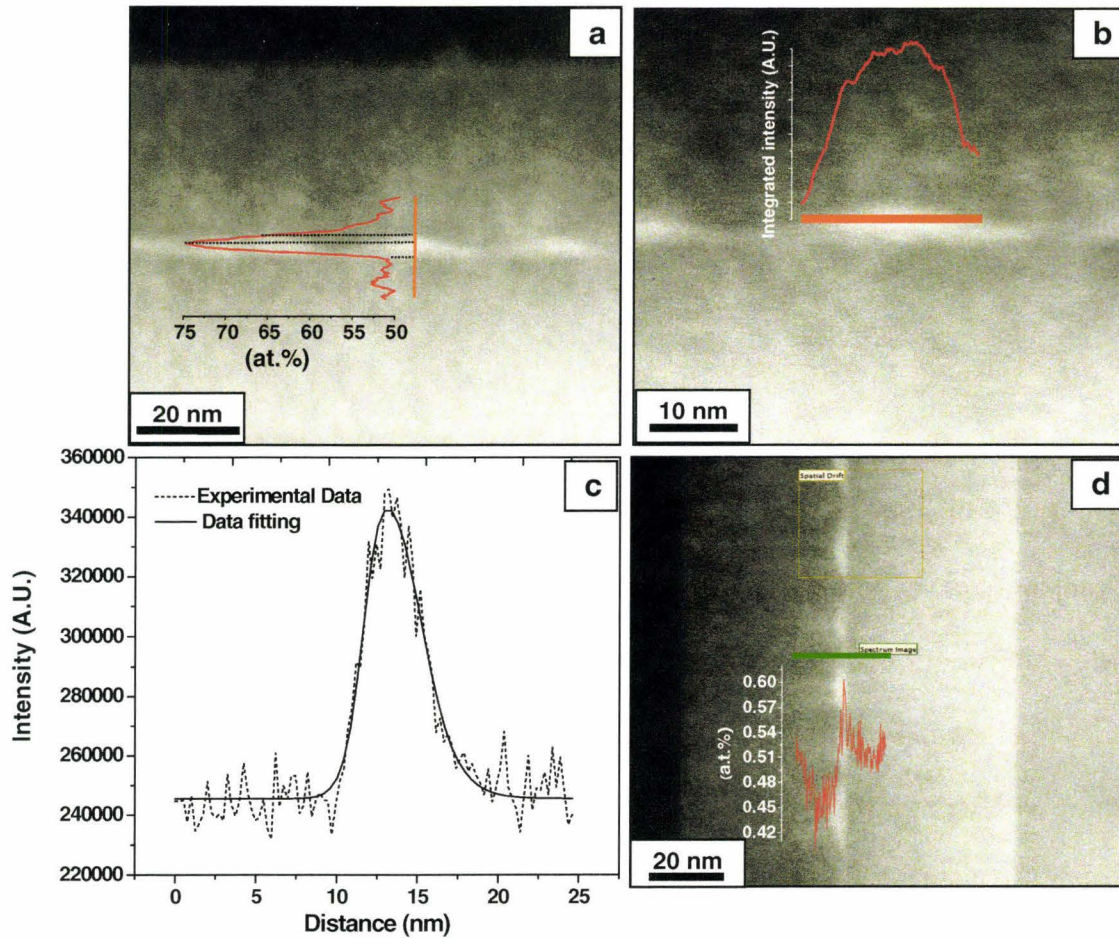 a
75 70 65 60 55 50
(at.%)
20 nm
b
Integrated intensity (A.U.)
10 nm
c
Experimental Data
Data fitting
360000
340000
320000
300000
280000
260000
240000
220000
Intensity (A.U.)
0 5 10 15 20 25
Distance (nm)
d
Spatial Drift
Spectrum Image
0.60
0.57
0.54
0.51
0.48
0.45
0.42
(a.t.%)
20 nm